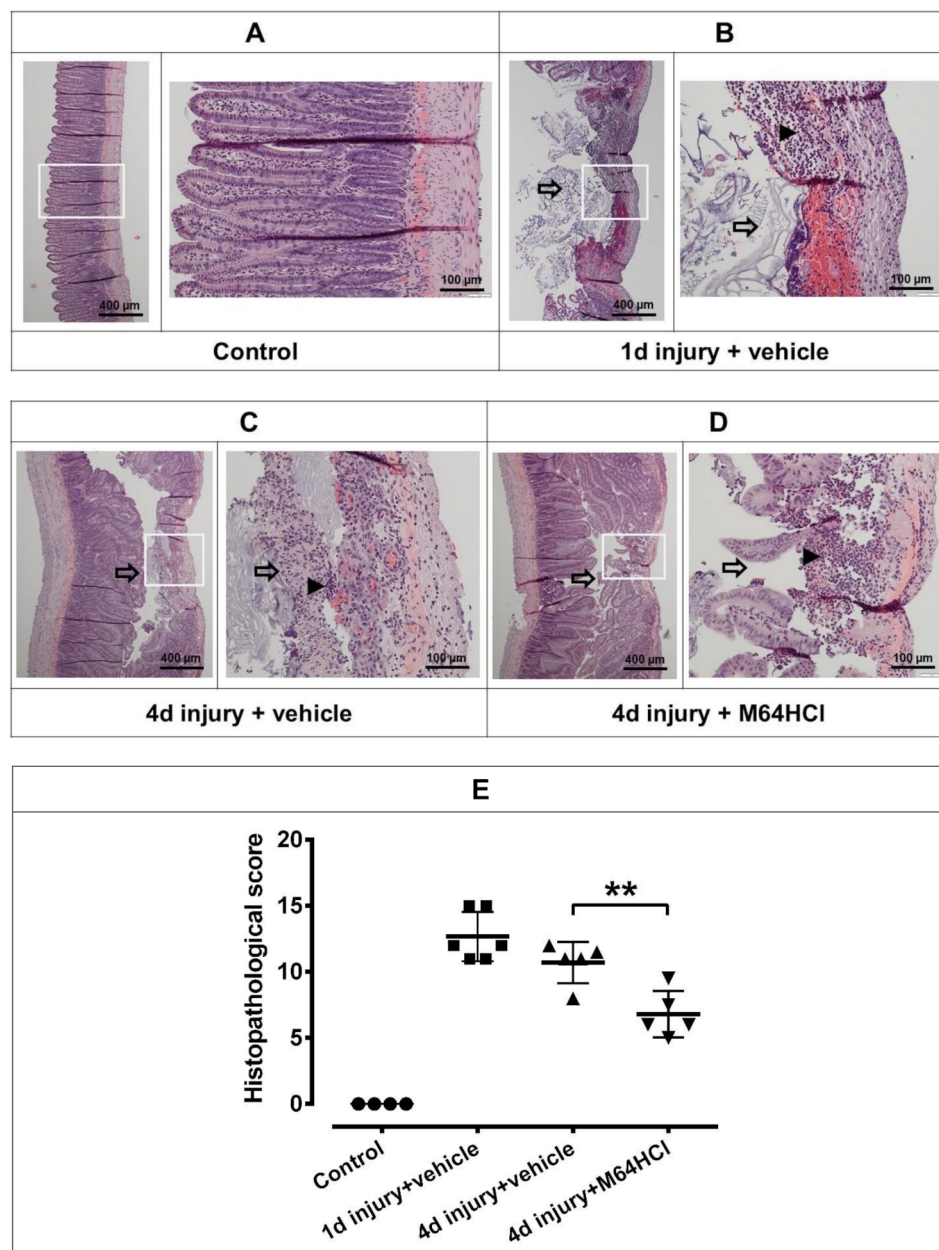 A
B
400 µm
100 µm
400 µm
100 µm
Control
1d injury + vehicle
C
D
400 µm
100 µm
400 µm
100 µm
4d injury + vehicle
4d injury + M64HCl
E
Histopathological score
20
15
10
5
0
**
Control
1d injury+vehicle
4d injury+vehicle
4d injury+M64HCl